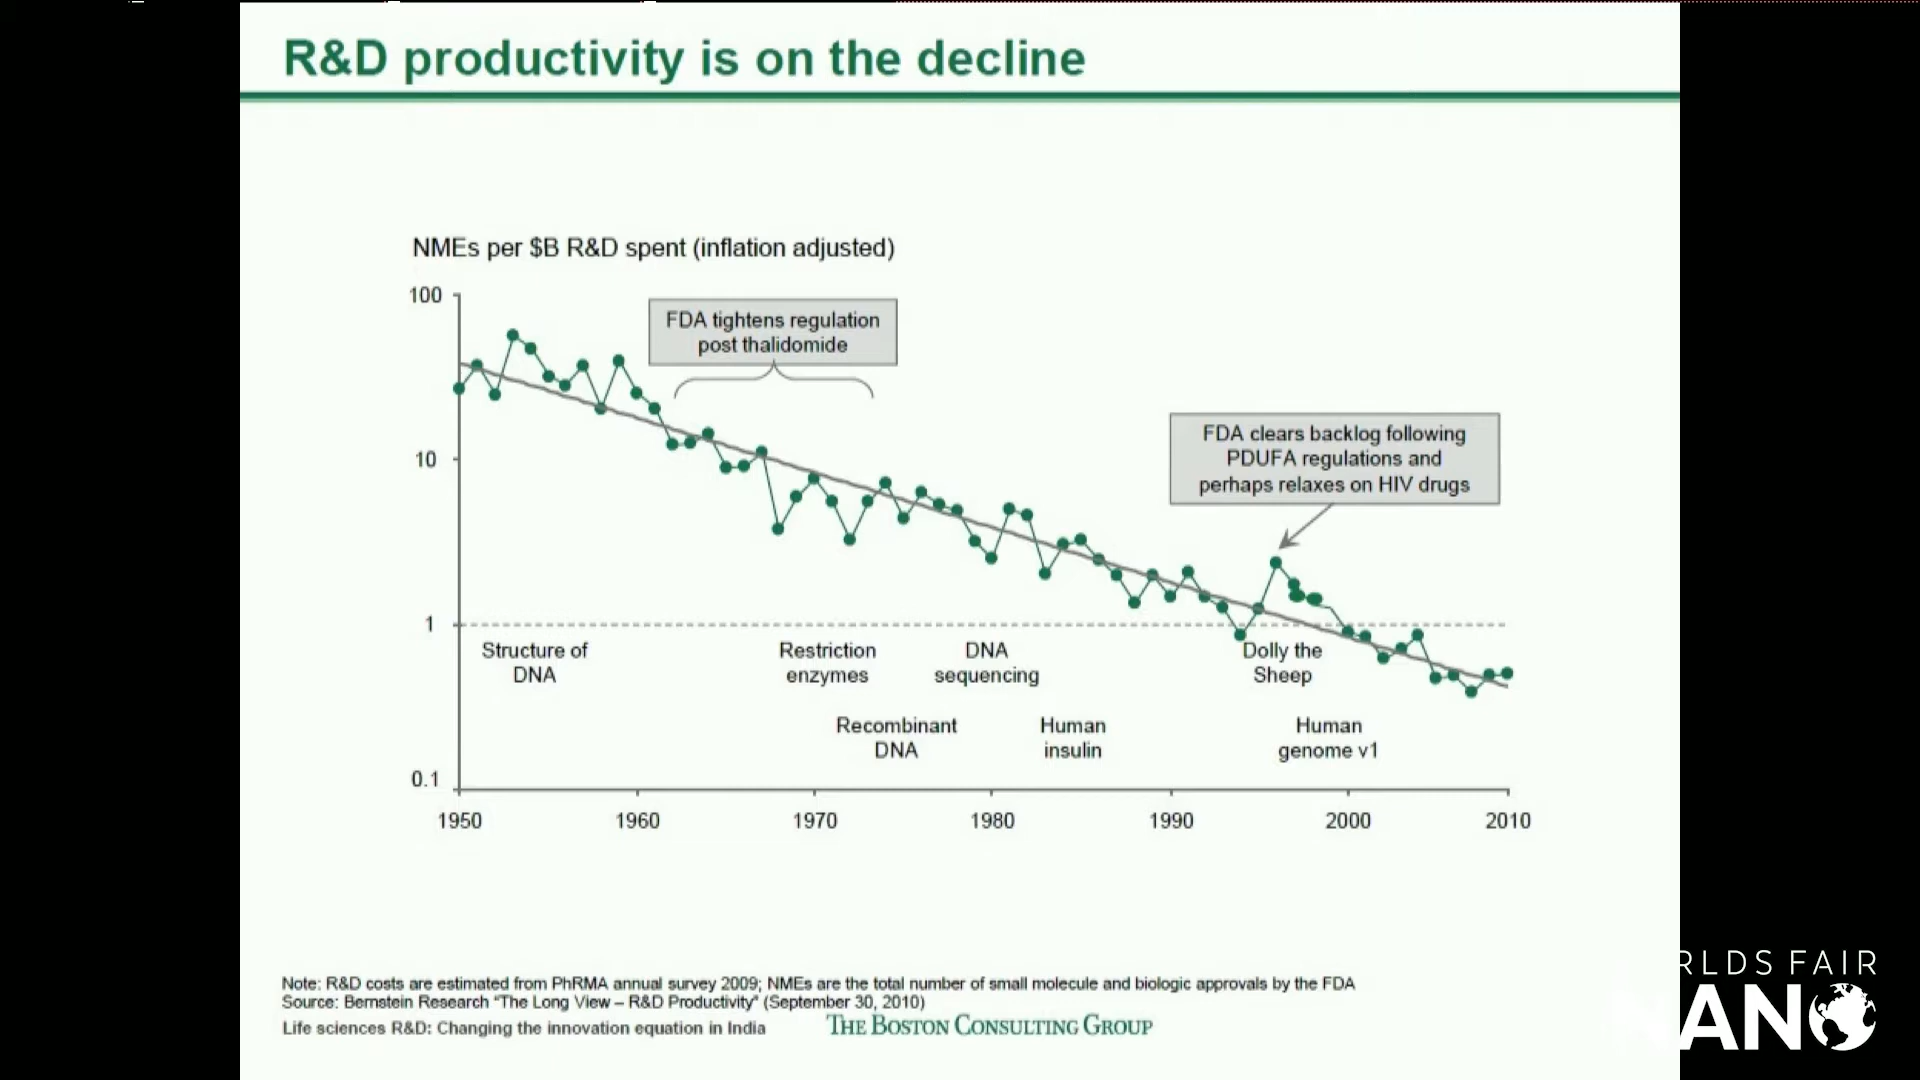 R&D productivity is on the decline
NMEs per $B R&D spent (inflation adjusted)
100
FDA tightens regulation
post thalidomide
FDA clears backlog following
PDUFA regulations and
perhaps relaxes on HIV drugs
10
1
Structure of
DNA
Restriction
enzymes
DNA
sequencing
Dolly the
Sheep
Recombinant
DNA
Human
insulin
Human
genome v1
0.1
1950 1960 1970 1980 1990 2000 2010
Note: R&D costs are estimated from PhRMA annual survey 2009; NMEs are the total number of small molecule and biologic approvals by the FDA
Source: Bernstein Research "The Long View – R&D Productivity" (September 30, 2010)
Life sciences R&D: Changing the innovation equation in India
THE BOSTON CONSULTING GROUP
RLDS FAIR
ANO